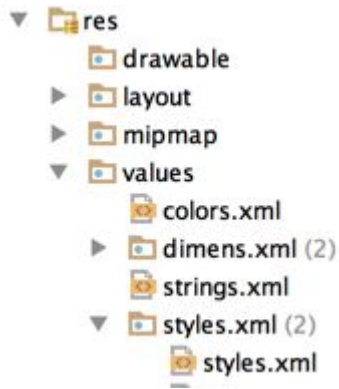 res
drawable
layout
mipmap
values
colors.xml
dimens.xml (2)
strings.xml
styles.xml (2)
styles.xml